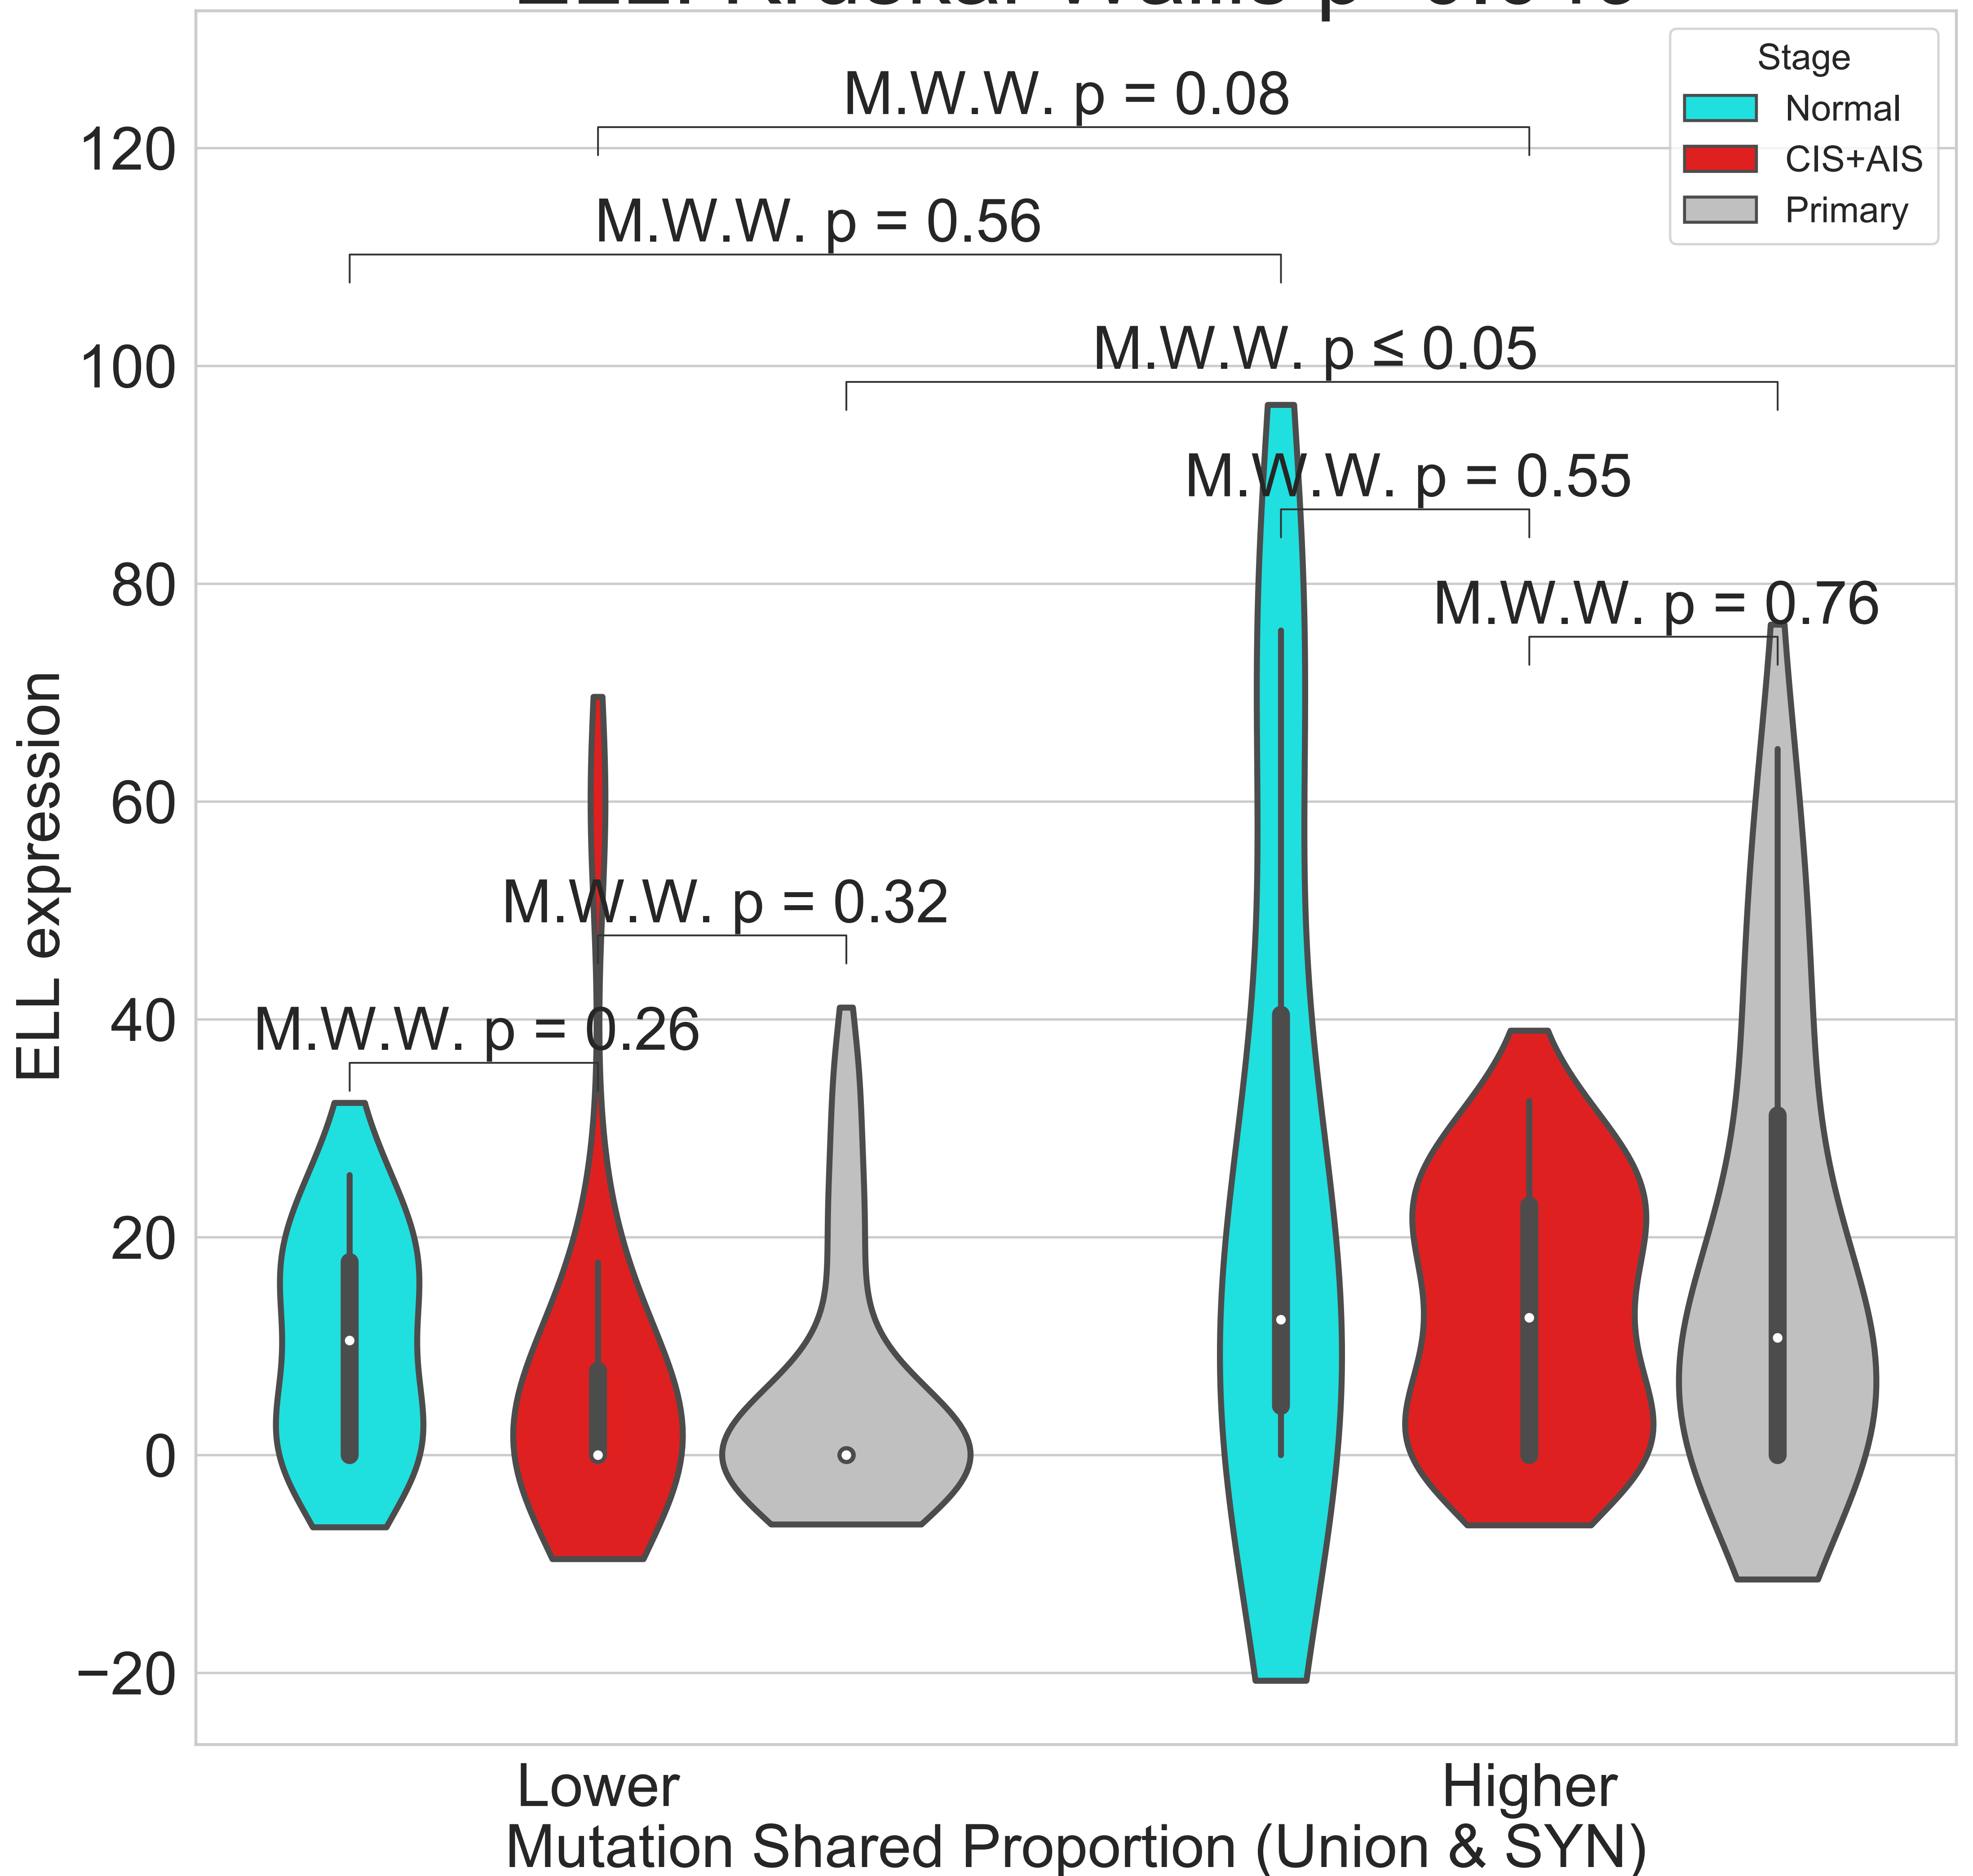 Stage
Normal
CIS+AIS
Primary
M.W.W. p = 0.08
M.W.W. p = 0.56
M.W.W. p ≤ 0.05
M.W.W. p = 0.55
M.W.W. p = 0.76
M.W.W. p = 0.32
M.W.W. p = 0.26
120
100
80
60
40
20
0
−20
ELL expression
Lower
Higher
Mutation Shared Proportion (Union & SYN)